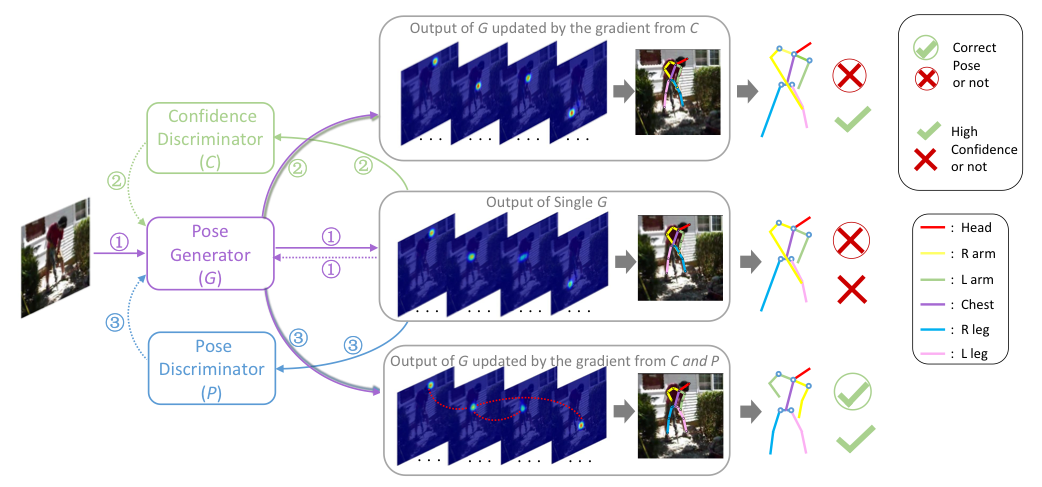 Output of G updated by the gradient from C
. . .
. . .
. . .
. . .
Correct
Pose
or not
High
Confidence
or not
Confidence
Discriminator
(C)
②
②
②
Output of Single G
①
Pose
Generator
(G)
①
①
. . .
. . .
. . .
. . .
: Head
: R arm
: L arm
: Chest
: R leg
: L leg
③
③
③
Pose
Discriminator
(P)
Output of G updated by the gradient from C and P
. . .
. . .
. . .
. . .